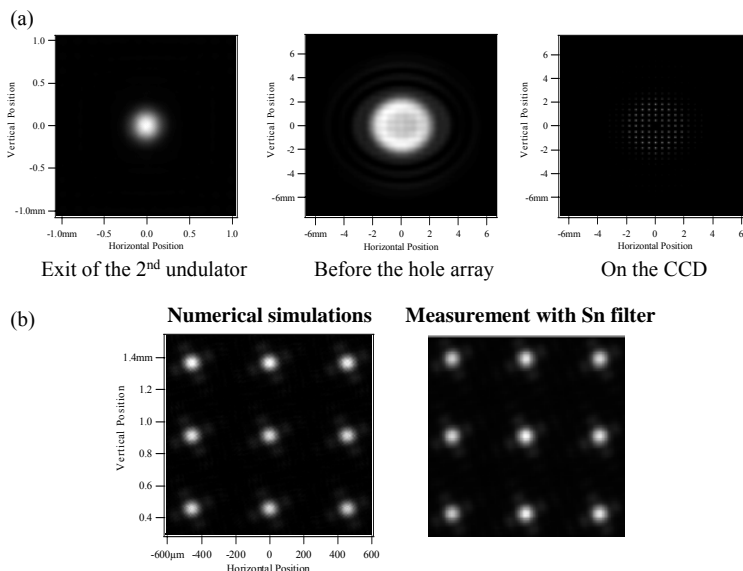 (a)
1.0
0.5
0.0
-0.5
-1.0mm
Vertical Position
-1.0mm -0.5 0.0 0.5 1.0
Horizontal Position
Exit of the 2nd undulator
6
4
2
0
-2
-4
-6mm
Vertical Position
-6mm -4 -2 0 2 4 6
Horizontal Position
Before the hole array
6
4
2
0
-2
-4
-6mm
Vertical Position
-6mm -4 -2 0 2 4 6
Horizontal Position
On the CCD
(b)
Numerical simulations
1.4mm
1.2
1.0
0.8
0.6
0.4
Vertical Position
-600μm -400 -200 0 200 400 600
Horizontal Position
Measurement with Sn filter